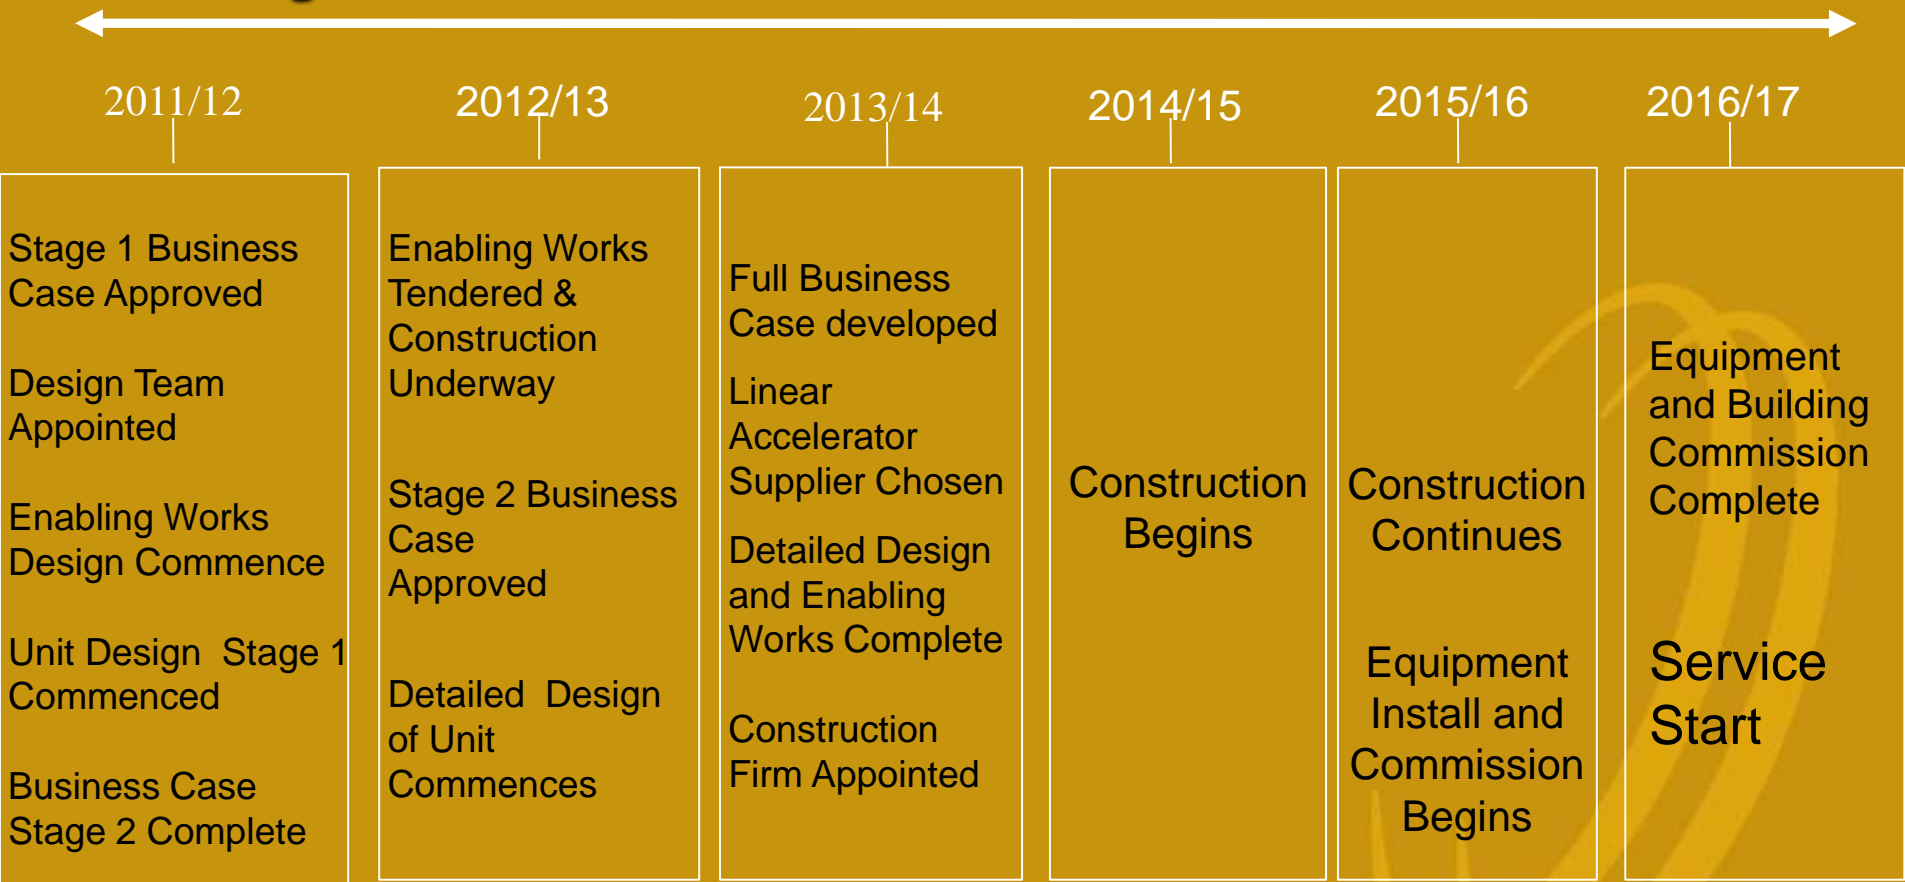 2011/12
2012/13
2013/14
2014/15
2015/16
2016/17
Stage 1 Business
Case Approved
Design Team
Appointed
Enabling Works
Design Commence
Unit Design Stage 1
Commenced
Business Case
Stage 2 Complete
Enabling Works
Tendered &
Construction
Underway
Stage 2 Business
Case
Approved
Detailed Design
of Unit
Commences
Full Business
Case developed
Linear
Accelerator
Supplier Chosen
Detailed Design
and Enabling
Works Complete
Construction
Firm Appointed
Construction
Begins
Construction
Continues
Equipment
Install and
Commission
Begins
Equipment
and Building
Commission
Complete
Service
Start